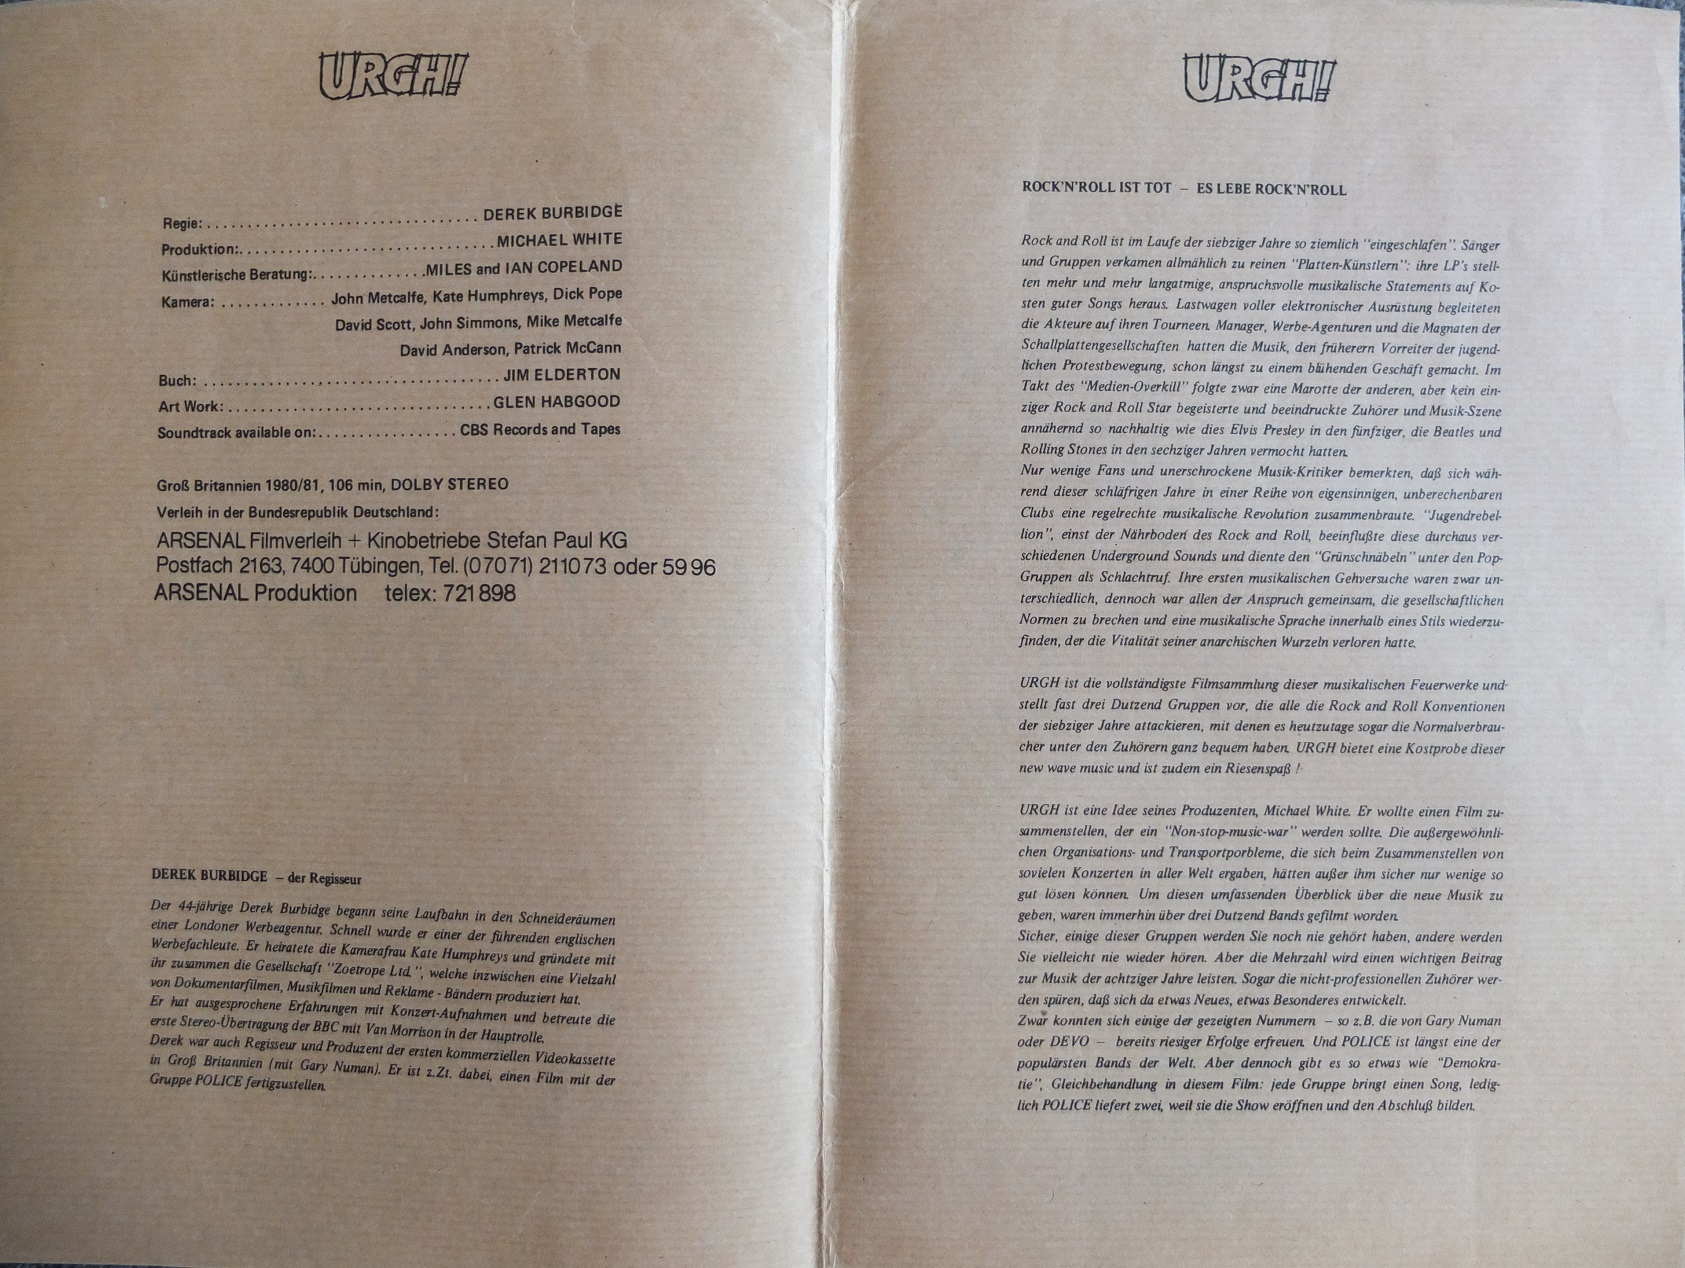 URGH!
Regie: . . . . . . . . . . . . . . . . . . . . . . . . . . . . . . . DEREK BURBIDGE
Produktion:. . . . . . . . . . . . . . . . . . . . . . . . . . . . .MICHAEL WHITE
Künstlerische Beratung:. . . . . . . . . . . . .MILES and IAN COPELAND
Kamera: . . . . . . . . . . . . John Metcalfe, Kate Humphreys, Dick Pope
David Scott, John Simmons, Mike Metcalfe
David Anderson, Patrick McCann
Buch: . . . . . . . . . . . . . . . . . . . . . . . . . . . . . . . . . JIM ELDERTON
Art Work:. . . . . . . . . . . . . . . . . . . . . . . . . . . . . .GLEN HABGOOD
Soundtrack available on:. . . . . . . . . . . . . . . . . CBS Records and Tapes
Groß Britannien 1980/81, 106 min, DOLBY STEREO
Verleih in der Bundesrepublik Deutschland:
ARSENAL Filmverleih + Kinobetriebe Stefan Paul KG
Postfach 2163, 7400 Tübingen, Tel. (07071) 211073 oder 5996
ARSENAL Produktion telex: 721898
DEREK BURBIDGE – der Regisseur
Der 44-jährige Derek Burbidge begann seine Laufbahn in den Schneideräumen
einer Londoner Werbeagentur. Schnell wurde er einer der führenden englischen
Werbefachleute. Er heiratete die Kamerafrau Kate Humphreys und gründete mit
ihr zusammen die Gesellschaft "Zoetrope Ltd.", welche inzwischen eine Vielzahl
von Dokumentarfilmen, Musikfilmen und Reklame - Bändern produziert hat.
Er hat ausgesprochene Erfahrungen mit Konzert-Aufnahmen und betreute die
erste Stereo-Übertragung der BBC mit Van Morrison in der Hauptrolle.
Derek war auch Regisseur und Produzent der ersten kommerziellen Videokassette
in Groß Britannien (mit Gary Numan). Er ist z.Zt. dabei, einen Film mit der
Gruppe POLICE fertigzustellen.
URGH!
ROCK'N'ROLL IST TOT – ES LEBE ROCK'N'ROLL
Rock and Roll ist im Laufe der siebziger Jahre so ziemlich "eingeschlafen". Sänger
und Gruppen verkamen allmählich zu reinen "Platten-Künstlern": ihre LP's stell-
ten mehr und mehr langatmige, anspruchsvolle musikalische Statements auf Ko-
sten guter Songs heraus. Lastwagen voller elektronischer Ausrüstung begleiteten
die Akteure auf ihren Tourneen. Manager, Werbe-Agenturen und die Magnaten der
Schallplattengesellschaften hatten die Musik, den früherern Vorreiter der jugend-
lichen Protestbewegung, schon längst zu einem blühenden Geschäft gemacht. Im
Takt des "Medien-Overkill" folgte zwar eine Marotte der anderen, aber kein ein-
ziger Rock and Roll Star begeisterte und beeindruckte Zuhörer und Musik-Szene
annähernd so nachhaltig wie dies Elvis Presley in den fünfziger, die Beatles und
Rolling Stones in den sechziger Jahren vermocht hatten.
Nur wenige Fans und unerschrockene Musik-Kritiker bemerkten, daß sich wäh-
rend dieser schläfrigen Jahre in einer Reihe von eigensinnigen, unberechenbaren
Clubs eine regelrechte musikalische Revolution zusammenbraute. "Jugendrebel-
lion", einst der Nährboden des Rock and Roll, beeinflußte diese durchaus ver-
schiedenen Underground Sounds und diente den "Grünschnäbeln" unter den Pop-
Gruppen als Schlachtruf. Ihre ersten musikalischen Gehversuche waren zwar un-
terschiedlich, dennoch war allen der Anspruch gemeinsam, die gesellschaftlichen
Normen zu brechen und eine musikalische Sprache innerhalb eines Stils wiederzu-
finden, der die Vitalität seiner anarchischen Wurzeln verloren hatte.
URGH ist die vollständigste Filmsammlung dieser musikalischen Feuerwerke und
stellt fast drei Dutzend Gruppen vor, die alle die Rock and Roll Konventionen
der siebziger Jahre attackieren, mit denen es heutzutage sogar die Normalverbrau-
cher unter den Zuhörern ganz bequem haben. URGH bietet eine Kostprobe dieser
new wave music und ist zudem ein Riesenspaß !
URGH ist eine Idee seines Produzenten, Michael White. Er wollte einen Film zu-
sammenstellen, der ein "Non-stop-music-war" werden sollte. Die außergewöhnli-
chen Organisations- und Transportporbleme, die sich beim Zusammenstellen von
sovielen Konzerten in aller Welt ergaben, hätten außer ihm sicher nur wenige so
gut lösen können. Um diesen umfassenden Überblick über die neue Musik zu
geben, waren immerhin über drei Dutzend Bands gefilmt worden.
Sicher, einige dieser Gruppen werden Sie noch nie gehört haben, andere werden
Sie vielleicht nie wieder hören. Aber die Mehrzahl wird einen wichtigen Beitrag
zur Musik der achtziger Jahre leisten. Sogar die nicht-professionellen Zuhörer wer-
den spüren, daß sich da etwas Neues, etwas Besonderes entwickelt.
Zwar konnten sich einige der gezeigten Nummern – so z.B. die von Gary Numan
oder DEVO – bereits riesiger Erfolge erfreuen. Und POLICE ist längst eine der
populärsten Bands der Welt. Aber dennoch gibt es so etwas wie "Demokra-
tie", Gleichbehandlung in diesem Film: jede Gruppe bringt einen Song, ledig-
lich POLICE liefert zwei, weil sie die Show eröffnen und den Abschluß bilden.